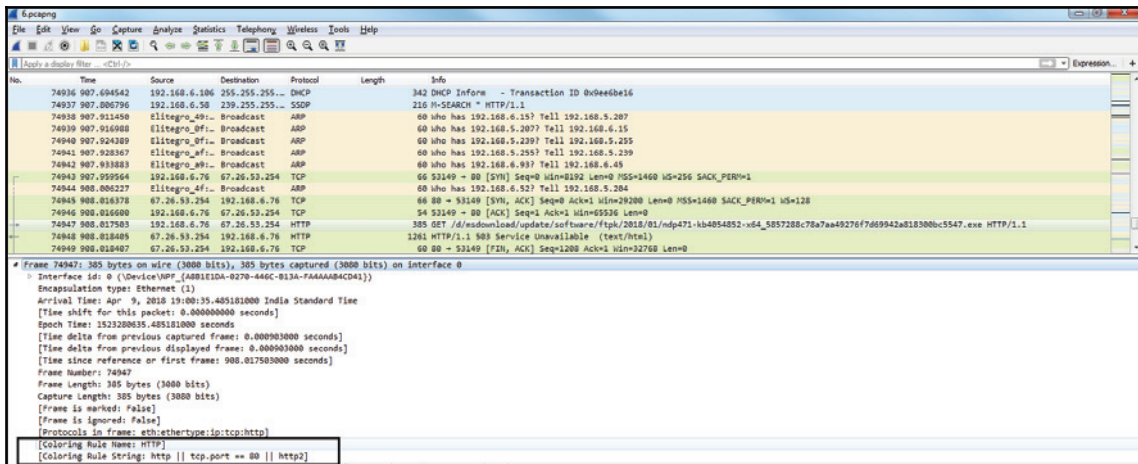 6.pcapng
File Edit View Go Capture Analyze Statistics Telephony Wireless Tools Help
Apply a display filter ... <Ctrl-/> Expression... +
No. Time Source Destination Protocol Length Info
74936 907.694542 192.168.6.106 255.255.255... DHCP 342 DHCP Inform - Transaction ID 0x9ee6be16
74937 907.806796 192.168.6.58 239.255.255... SSDP 216 M-SEARCH * HTTP/1.1
74938 907.911450 Elitegro_49:… Broadcast ARP 60 Who has 192.168.6.15? Tell 192.168.5.207
74939 907.916988 Elitegro_0f:… Broadcast ARP 60 Who has 192.168.5.207? Tell 192.168.6.15
74940 907.924389 Elitegro_0f:… Broadcast ARP 60 Who has 192.168.5.239? Tell 192.168.5.255
74941 907.928367 Elitegro_af:… Broadcast ARP 60 Who has 192.168.5.255? Tell 192.168.5.239
74942 907.933883 Elitegro_a9:… Broadcast ARP 60 Who has 192.168.6.93? Tell 192.168.6.45
74943 907.959564 192.168.6.76 67.26.53.254 TCP 66 53149 → 80 [SYN] Seq=0 Win=8192 Len=0 MSS=1460 WS=256 SACK_PERM=1
74944 908.006227 Elitegro_4f:… Broadcast ARP 60 Who has 192.168.6.52? Tell 192.168.5.204
74945 908.016378 67.26.53.254 192.168.6.76 TCP 66 80 → 53149 [SYN, ACK] Seq=0 Ack=1 Win=29200 Len=0 MSS=1460 SACK_PERM=1 WS=128
74946 908.016600 192.168.6.76 67.26.53.254 TCP 54 53149 → 80 [ACK] Seq=1 Ack=1 Win=65536 Len=0
74947 908.017503 192.168.6.76 67.26.53.254 HTTP 385 GET /d/msdownload/update/software/ftpk/2018/01/ndp471-kb4054852-x64_5857288c78a7aa49276f7d69942a818300bc5547.exe HTTP/1.1
74948 908.018405 67.26.53.254 192.168.6.76 HTTP 1261 HTTP/1.1 503 Service Unavailable (text/html)
74949 908.018407 67.26.53.254 192.168.6.76 TCP 60 80 → 53149 [FIN, ACK] Seq=1208 Ack=1 Win=32768 Len=0
Frame 74947: 385 bytes on wire (3080 bits), 385 bytes captured (3080 bits) on interface 0
Interface id: 0 (\Device\NPF_{A8B1E1DA-0270-446C-B13A-FA4AAAB4CD41})
Encapsulation type: Ethernet (1)
Arrival Time: Apr 9, 2018 19:00:35.485181000 India Standard Time
[Time shift for this packet: 0.000000000 seconds]
Epoch Time: 1523280635.485181000 seconds
[Time delta from previous captured frame: 0.000903000 seconds]
[Time delta from previous displayed frame: 0.000903000 seconds]
[Time since reference or first frame: 908.017503000 seconds]
Frame Number: 74947
Frame Length: 385 bytes (3080 bits)
Capture Length: 385 bytes (3080 bits)
[Frame is marked: False]
[Frame is ignored: False]
[Protocols in frame: eth:ethertype:ip:tcp:http]
[Coloring Rule Name: HTTP]
[Coloring Rule String: http || tcp.port == 80 || http2]